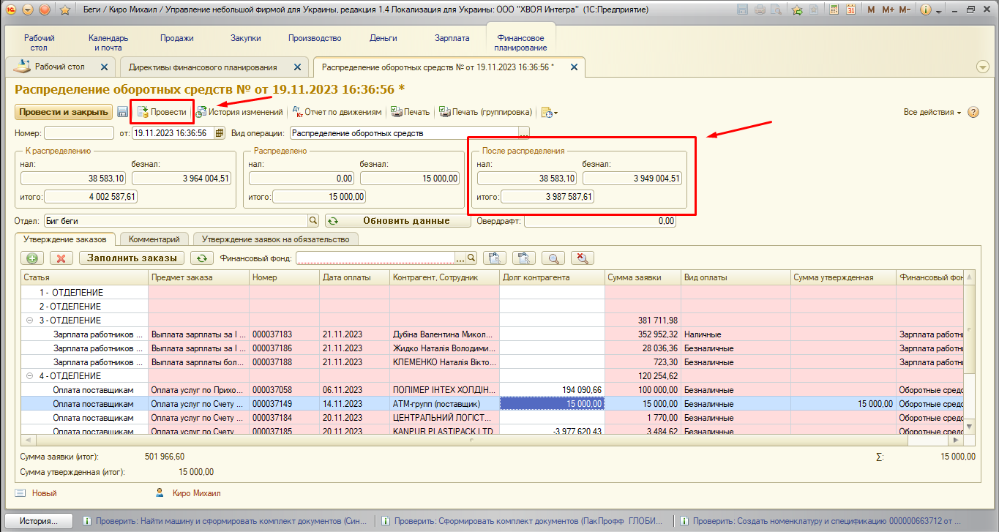 Беги / Киро Михаил / Управление небольшой фирмой для Украины, редакция 1.4 Локализация для Украины: ООО "ХВОЯ Интегра" (1С:Предприятие)
M M+ M-
Рабочий стол
Календарь и почта
Продажи
Закупки
Производство
Деньги
Зарплата
Финансовое планирование
Рабочий стол
Директивы финансового планирования
Распределение оборотных средств № от 19.11.2023 16:36:56 *
Распределение оборотных средств № от 19.11.2023 16:36:56 *
Провести и закрыть Провести История изменений Дт Кт Отчет по движениям Печать Печать (группировка) Все действия
Номер: от: 19.11.2023 16:36:56 Вид операции: Распределение оборотных средств ...
К распределению Распределено После распределения
нал: безнал: нал: безнал: нал: безнал:
38 583,10 3 964 004,51 0,00 15 000,00 38 583,10 3 949 004,51
итого: 4 002 587,61 итого: 15 000,00 итого: 3 987 587,61
Отдел: Биг беги Обновить данные Овердрафт: 0,00
Утверждение заказов Комментарий Утверждение заявок на обязательство
Заполнить заказы Финансовый фонд: ...
Статья Предмет заказа Номер Дата оплаты Контрагент, Сотрудник Долг контрагента Сумма заявки Вид оплаты Сумма утвержденная Финансовый фон
1 - ОТДЕЛЕНИЕ
2 - ОТДЕЛЕНИЕ
3 - ОТДЕЛЕНИЕ 381 711,98
Зарплата работников ... Выплата зарплаты за I ... 000037183 21.11.2023 Дубіна Валентина Микол... 352 952,32 Наличные Зарплата работни
Зарплата работников ... Выплата зарплаты за I ... 000037186 21.11.2023 Жидко Наталія Володими... 28 036,36 Безналичные Зарплата работни
Зарплата работников ... Выплата зарплаты бол... 000037188 21.11.2023 КЛЕМЕНКО Наталія Вікто... 723,30 Безналичные Зарплата работни
4 - ОТДЕЛЕНИЕ 120 254,62
Оплата поставщикам Оплата услуг по Прихо... 000037058 06.11.2023 ПОЛІМЕР ІНТЕХ ХОЛДІН... 194 090,66 100 000,00 Безналичные Оборотные средс
Оплата поставщикам Оплата услуг по Счету ... 000037149 14.11.2023 АТМ-групп (поставщик) 15 000,00 15 000,00 Безналичные 15 000,00 Оборотные средс
Оплата поставщикам Оплата услуг по Счету ... 000037184 20.11.2023 ЦЕНТРАЛЬНИЙ ЛОГІСТ... 1 770,00 Безналичные Оборотные средс
Оплата поставщикам Оплата услуг по Счету ... 000037185 20.11.2023 KANPUR PLASTIPACK LTD -3 977 620,43 3 484,62 Безналичные Оборотные средс
Сумма заявки (итог): 501 966,60 Σ: 15 000,00
Сумма утвержденная (итог): 15 000,00
Новый Киро Михаил
История... Проверить: Найти машину и сформировать комплект документов (Син... Проверить: Сформировать комплект документов (ПакПрофф ГЛОБИ... Проверить: Создать номенклатуру и спецификацию 000000663712 от ...